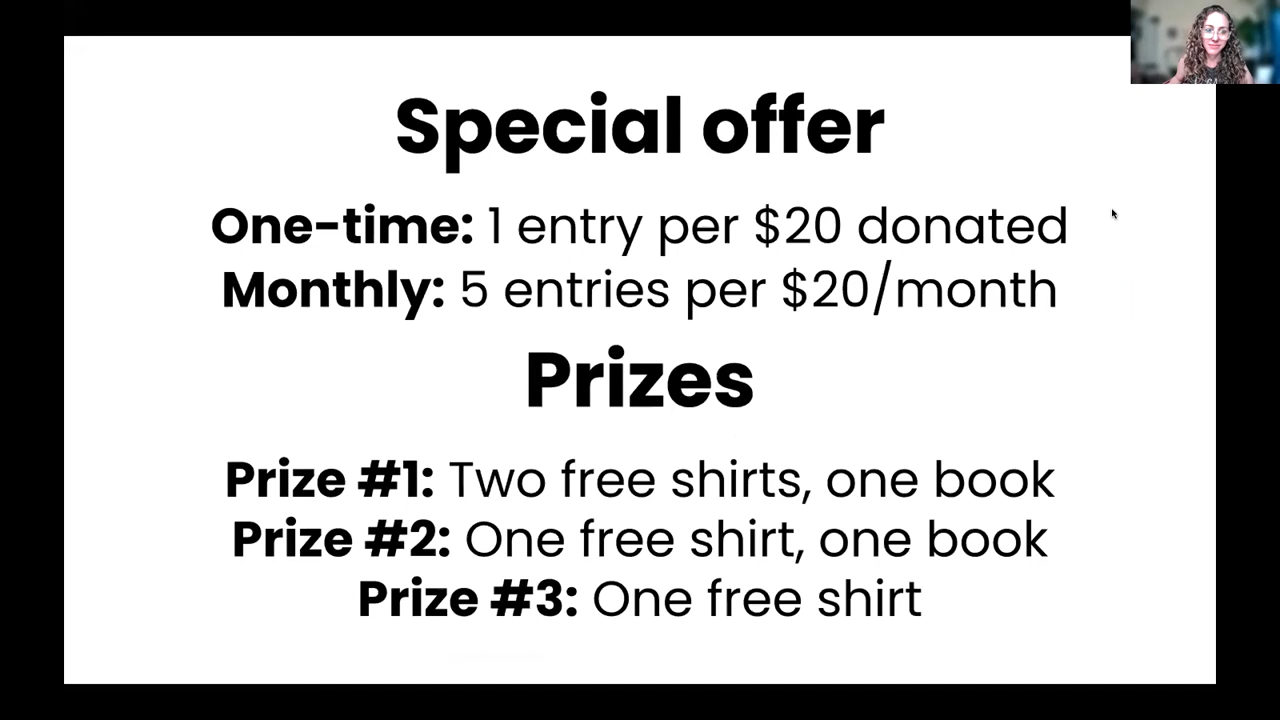 Special offer
One-time: 1 entry per $20 donated
Monthly: 5 entries per $20/month
Prizes
Prize #1: Two free shirts, one book
Prize #2: One free shirt, one book
Prize #3: One free shirt